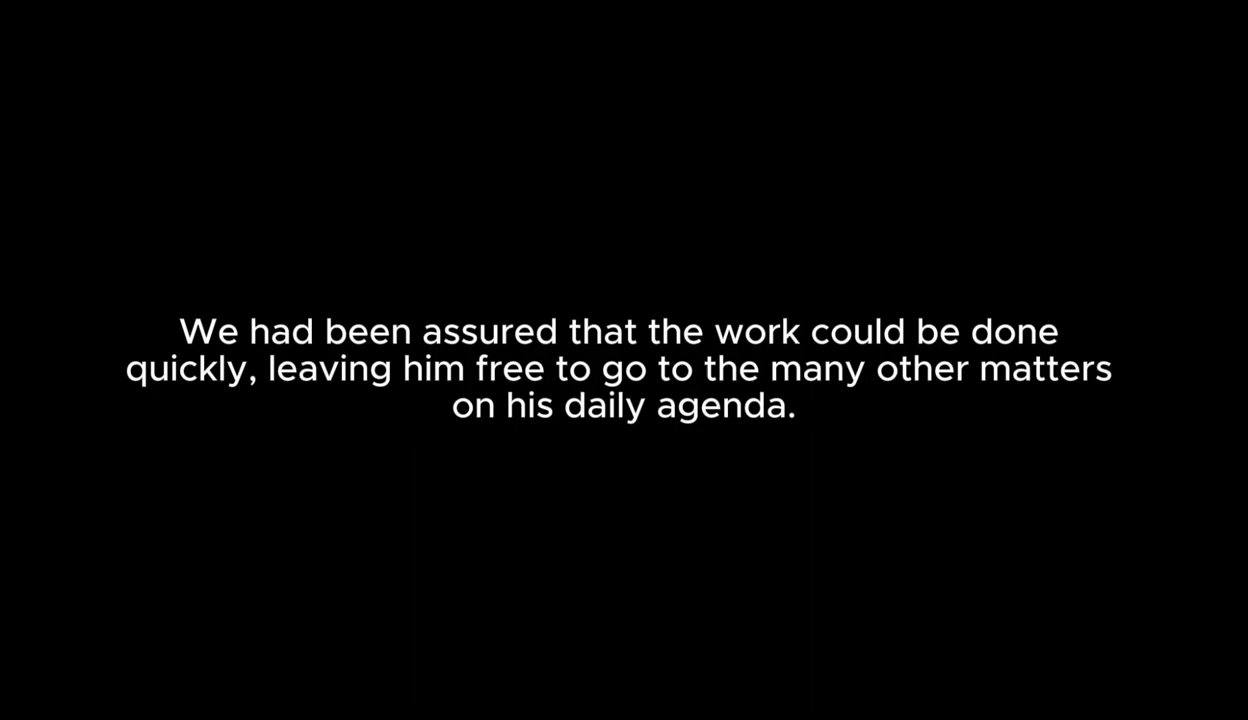 We had been assured that the work could be done
quickly, leaving him free to go to the many other matters
on his daily agenda.